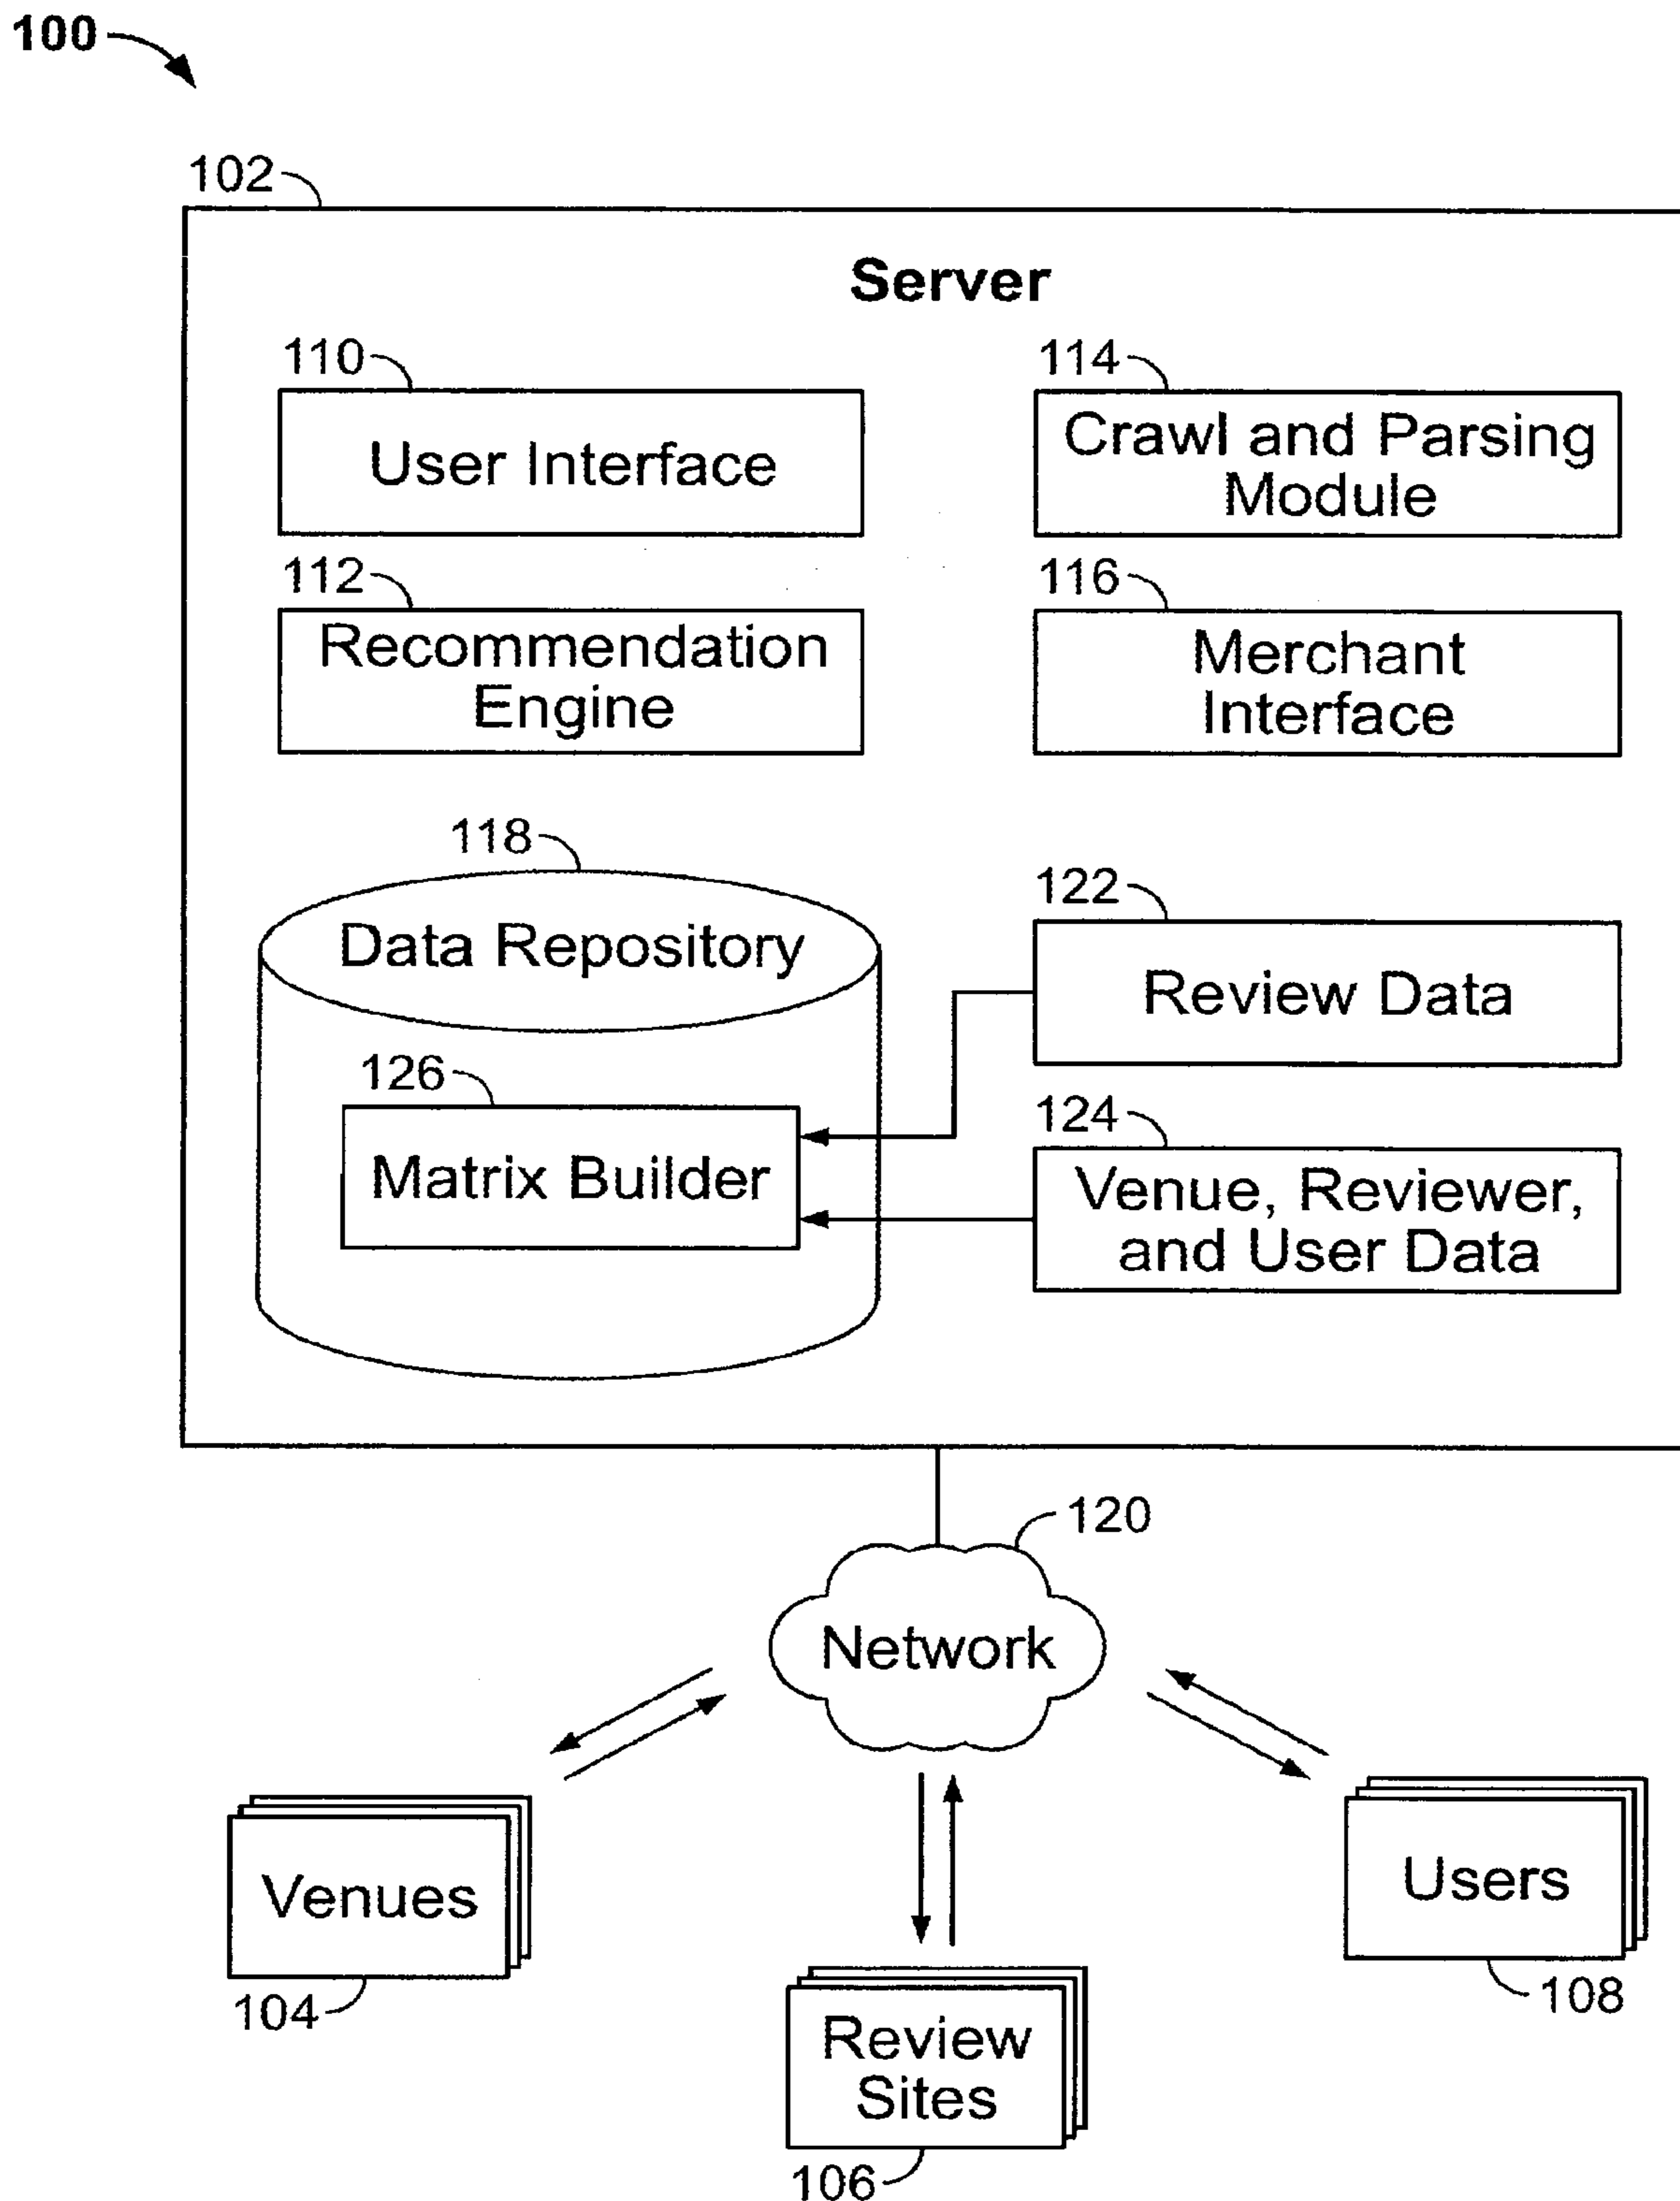 100
102
Server
110
114
User Interface
Crawl and Parsing
Module
112
116
Recommendation
Engine
Merchant
Interface
118
122
Data Repository
Review Data
126
124
Matrix Builder
Venue, Reviewer,
and User Data
120
Network
Venues
Users
104
108
Review
Sites
106